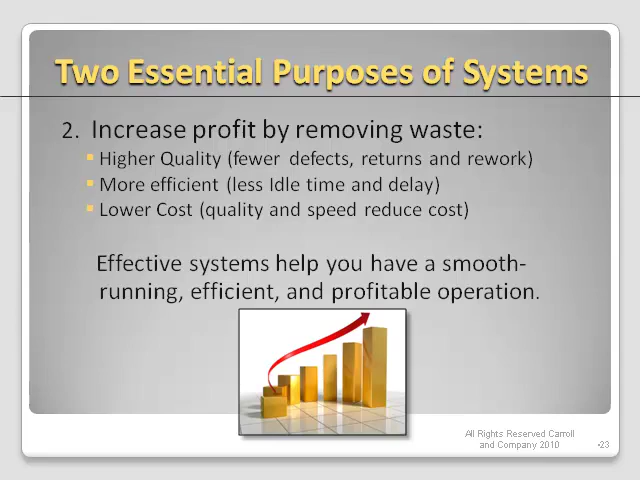 Two Essential Purposes of Systems
2. Increase profit by removing waste:
▪ Higher Quality (fewer defects, returns and rework)
▪ More efficient (less Idle time and delay)
▪ Lower Cost (quality and speed reduce cost)
Effective systems help you have a smooth-
running, efficient, and profitable operation.
All Rights Reserved Carroll
and Company 2010
•23